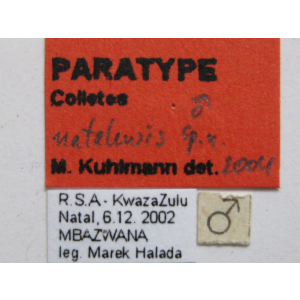 PARATYPE
Colletes ♂
natalensis sp.n.
M. Kuhlmann det. 2004
R.S.A - KwazaZulu
Natal, 6.12. 2002
MBAZWANA
leg. Marek Halada
♂